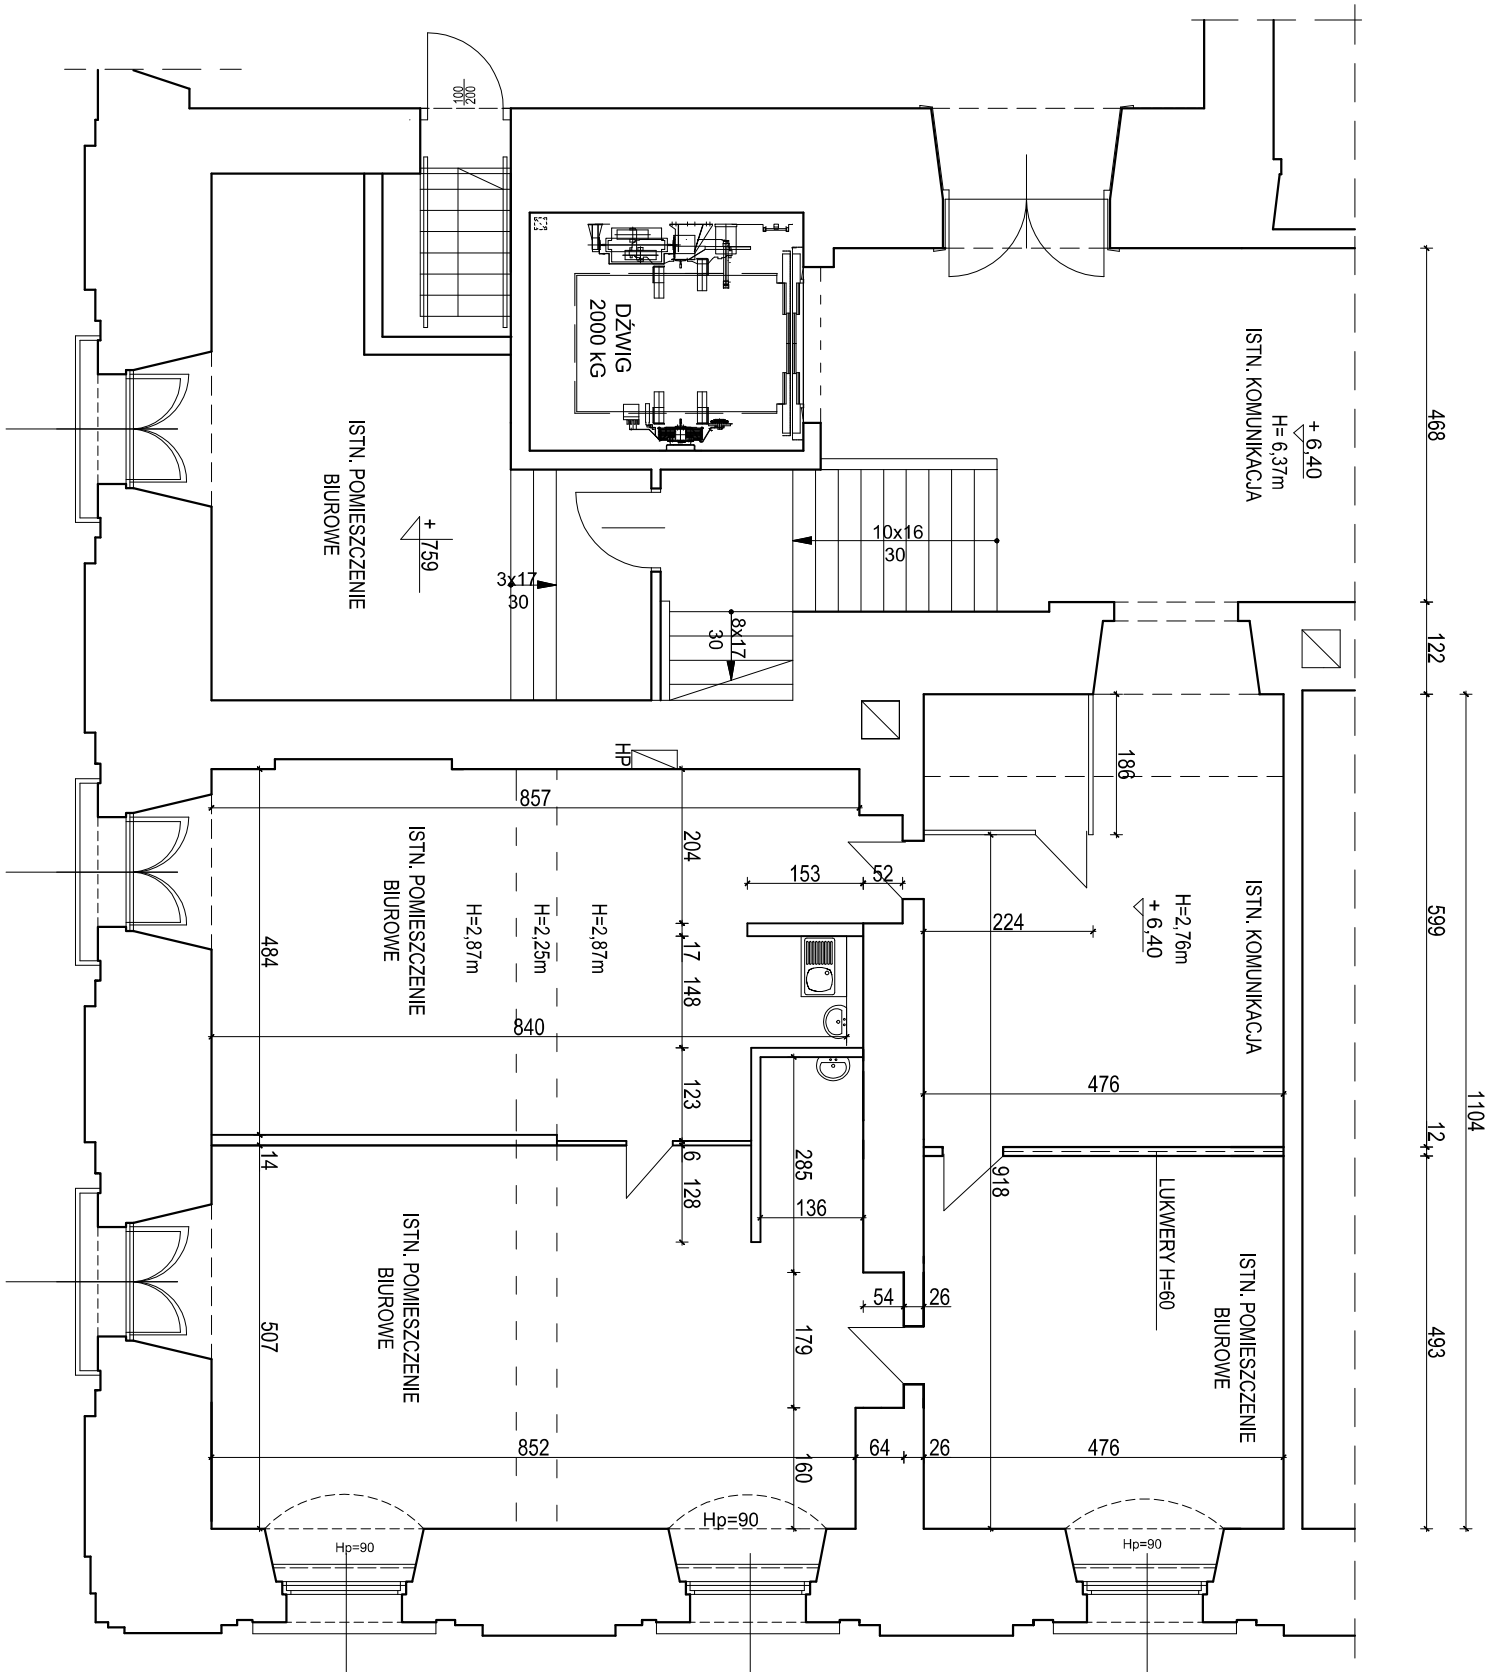 100
200
DŹWIG
2000 kG
ISTN. KOMUNIKACJA
H= 6,37m
+ 6,40
468
ISTN. POMIESZCZENIE
BIUROWE
+
759
10x16
30
3x17
30
8x17
30
122
HP
186
857
204
153
52
ISTN. POMIESZCZENIE
BIUROWE
H=2,87m
H=2,25m
H=2,87m
ISTN. KOMUNIKACJA
H=2,76m
+ 6,40
224
599
484
17
148
840
123
476
1104
12
14
6
128
285
136
918
LUKWERY H=60
ISTN. POMIESZCZENIE
BIUROWE
ISTN. POMIESZCZENIE
BIUROWE
54
26
507
179
493
852
64
26
476
160
Hp=90
Hp=90
Hp=90